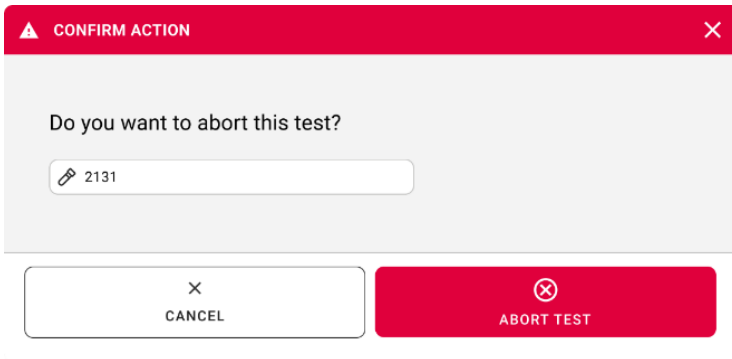 CONFIRM ACTION
Do you want to abort this test?
2131
CANCEL
ABORT TEST